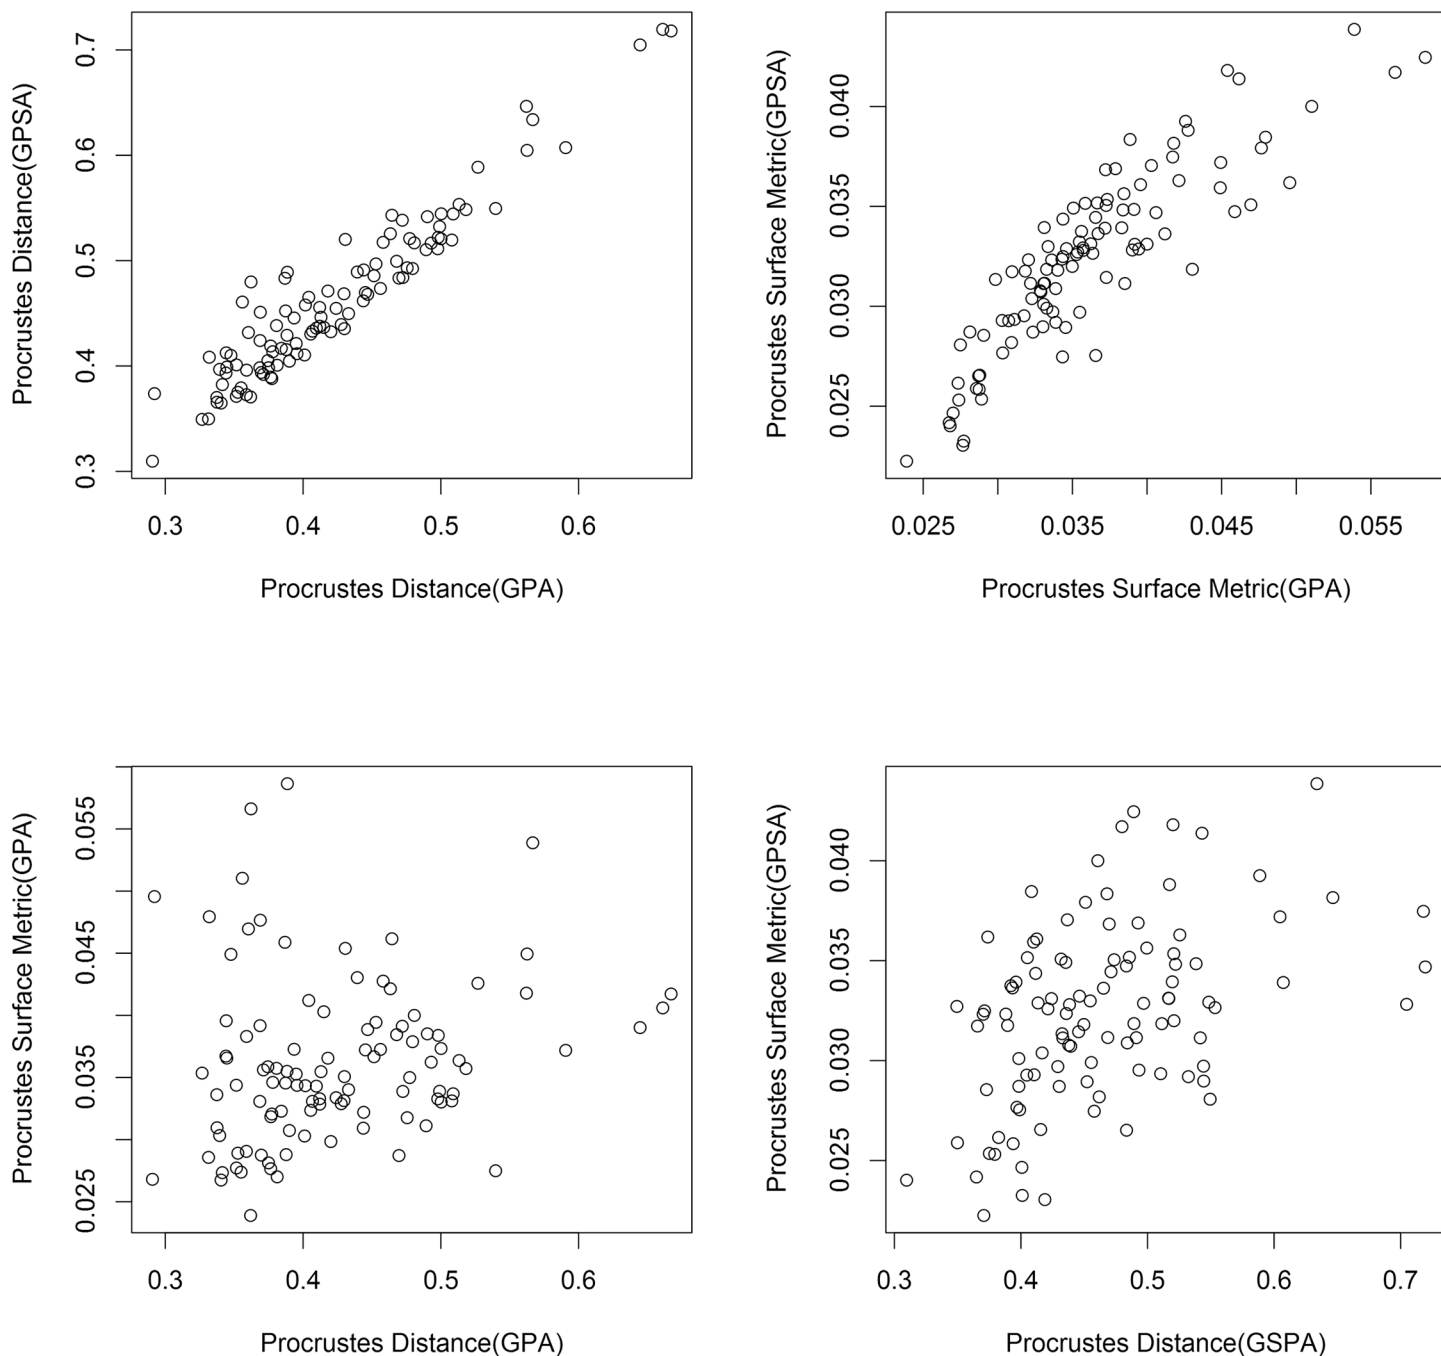 Procrustes Distance(GPSA)
0.3 0.4 0.5 0.6 0.7
0.3 0.4 0.5 0.6
Procrustes Distance(GPA)
Procrustes Surface Metric(GPSA)
0.025 0.030 0.035 0.040
0.025 0.035 0.045 0.055
Procrustes Surface Metric(GPA)
Procrustes Surface Metric(GPA)
0.025 0.035 0.045 0.055
0.3 0.4 0.5 0.6
Procrustes Distance(GPA)
Procrustes Surface Metric(GPSA)
0.025 0.030 0.035 0.040
0.3 0.4 0.5 0.6 0.7
Procrustes Distance(GSPA)